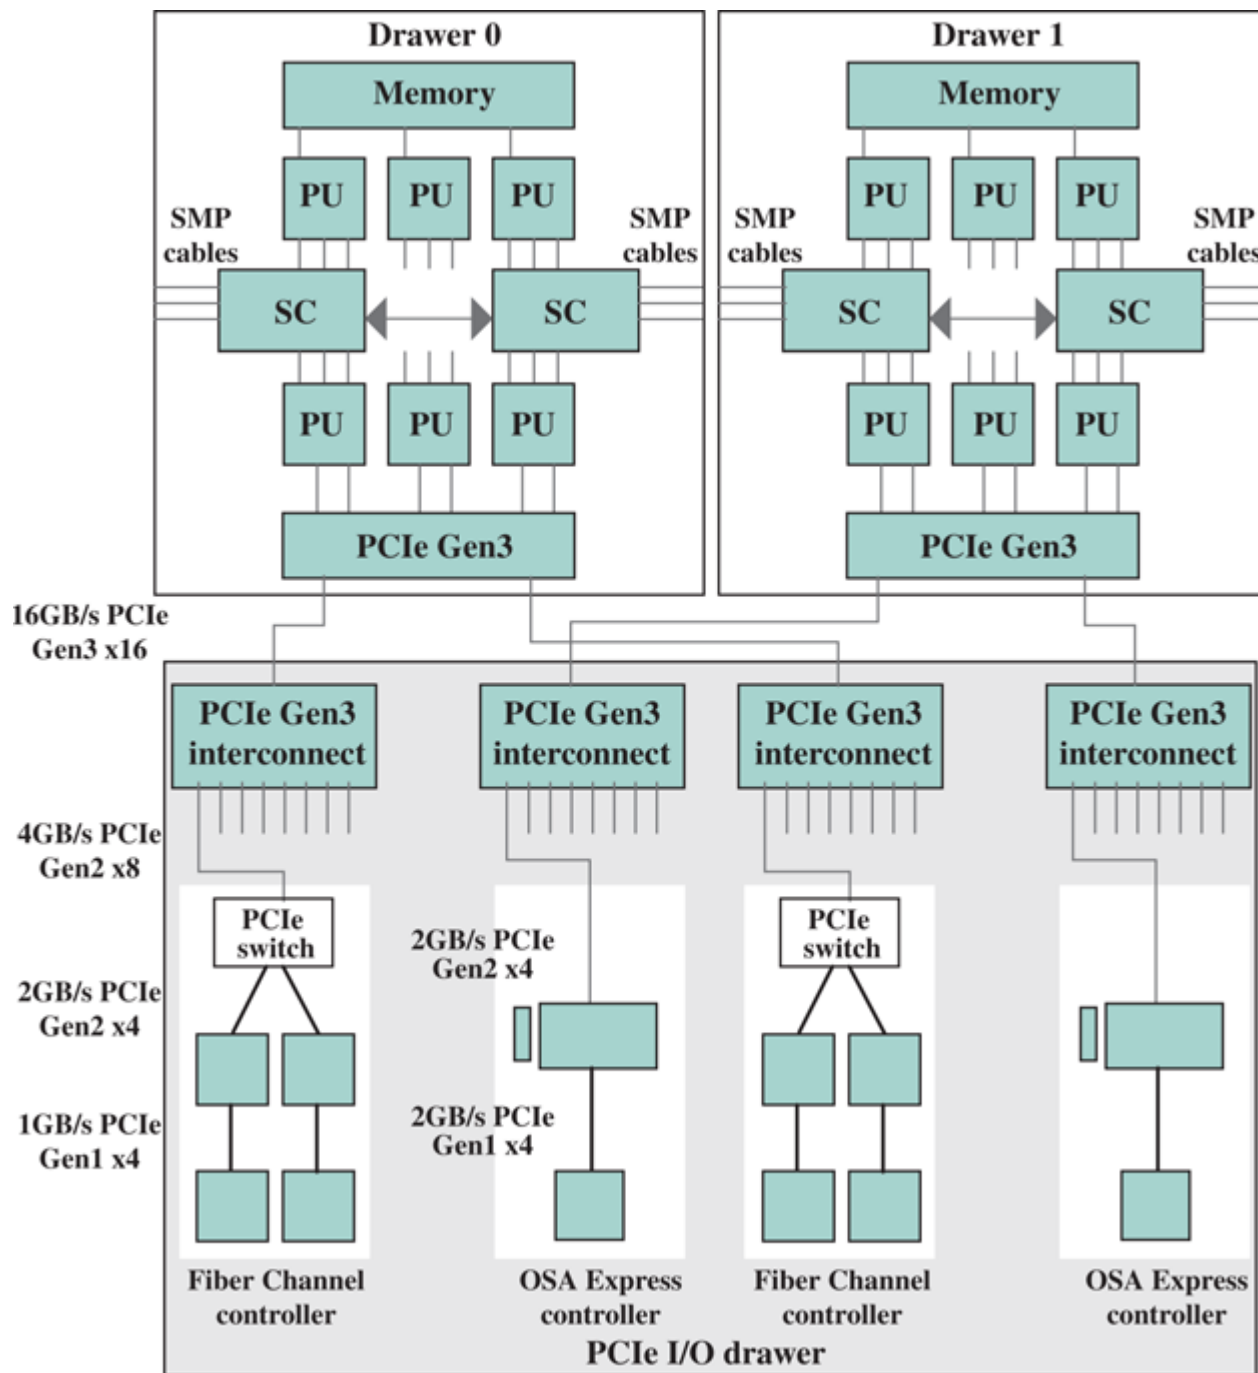 Drawer 0
Memory
PU
PU
PU
SMP
cables
SMP
cables
SC
SC
PU
PU
PU
PCIe Gen3
Drawer 1
Memory
PU
PU
PU
SMP
cables
SMP
cables
SC
SC
PU
PU
PU
PCIe Gen3
16GB/s PCIe
Gen3 x16
PCIe Gen3
interconnect
PCIe Gen3
interconnect
PCIe Gen3
interconnect
PCIe Gen3
interconnect
4GB/s PCIe
Gen2 x8
PCIe
switch
2GB/s PCIe
Gen2 x4
PCIe
switch
2GB/s PCIe
Gen2 x4
1GB/s PCIe
Gen1 x4
2GB/s PCIe
Gen1 x4
Fiber Channel
controller
OSA Express
controller
Fiber Channel
controller
OSA Express
controller
PCIe I/O drawer